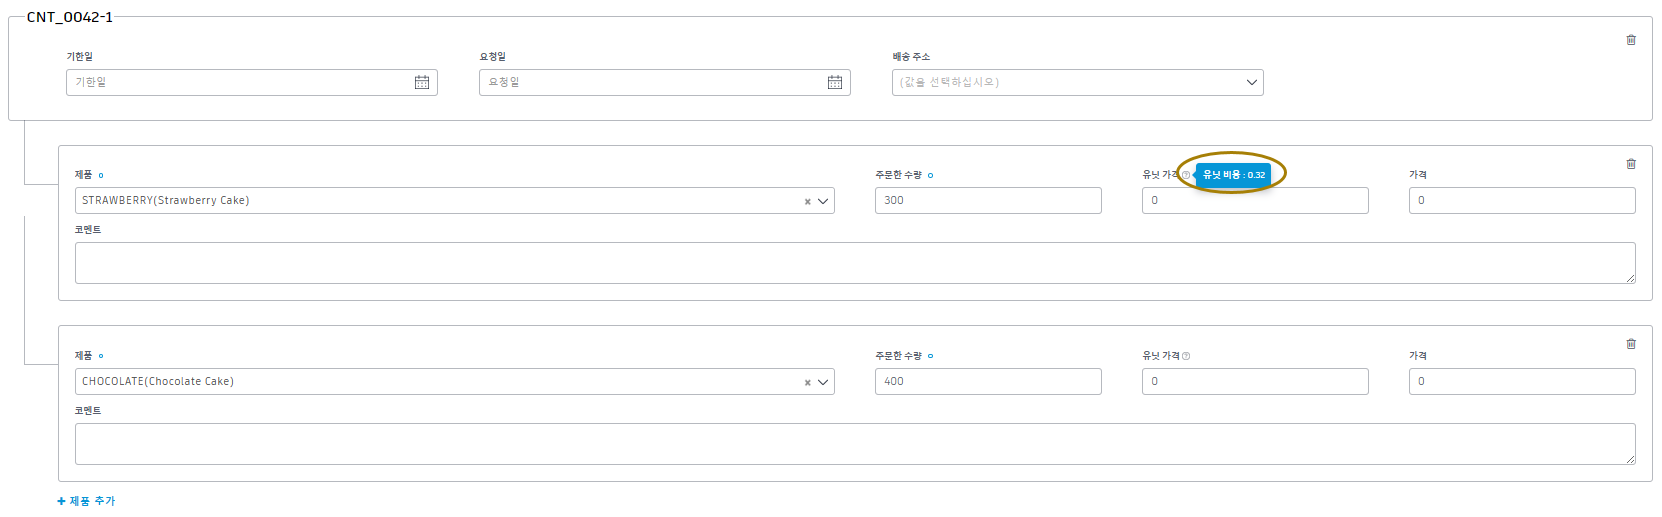 CNT_0042-1
기한일 요청일 배송 주소
기한일 요청일 (값을 선택하십시오)
제품 주문한 수량 유닛 가격 유닛 비용 : 0.32 가격
STRAWBERRY(Strawberry Cake) 300 0 0
코멘트
제품 주문한 수량 유닛 가격 가격
CHOCOLATE(Chocolate Cake) 400 0 0
코멘트
+ 제품 추가